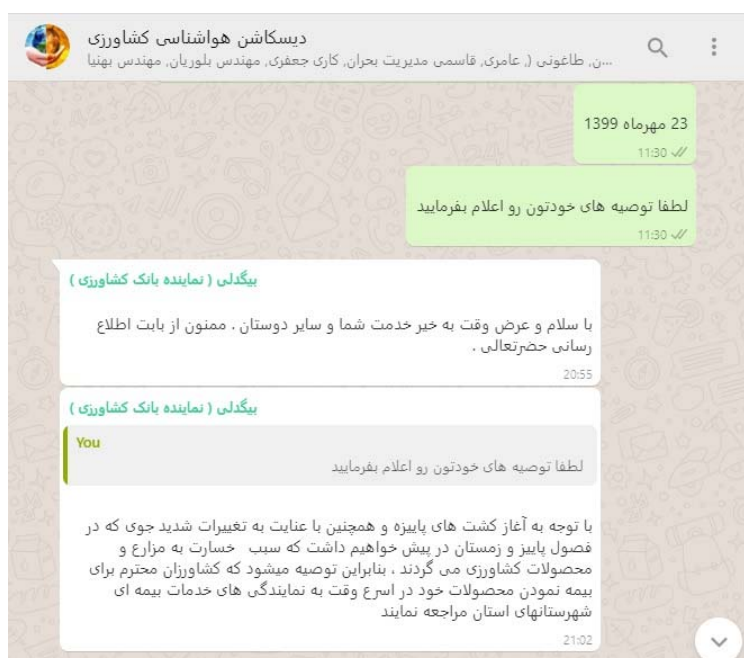 دیسکاشن هواشناسی کشاورزی
...ن, طاغونی (, عامری, قاسمی مدیریت بحران, کاری جعفری, مهندس بلوریان, مهندس بهنیا
23 مهرماه 1399
11:30
لطفا توصیه های خودتون رو اعلام بفرمایید
11:30
بیگدلی ( نماینده بانک کشاورزی )
با سلام و عرض وقت به خیر خدمت شما و سایر دوستان . ممنون از بابت اطلاع
رسانی حضرتعالی .
20:55
بیگدلی ( نماینده بانک کشاورزی )
You
لطفا توصیه های خودتون رو اعلام بفرمایید
با توجه به آغاز کشت های پاییزه و همچنین با عنایت به تغییرات شدید جوی که در
فصول پاییز و زمستان در پیش خواهیم داشت که سبب خسارت به مزارع و
محصولات کشاورزی می گردند ، بنابراین توصیه میشود که کشاورزان محترم برای
بیمه نمودن محصولات خود در اسرع وقت به نمایندگی های خدمات بیمه ای
شهرستانهای استان مراجعه نمایند
21:02